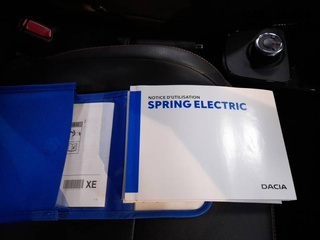 NOTICE D'UTILISATION
SPRING ELECTRIC
XE
DACIA